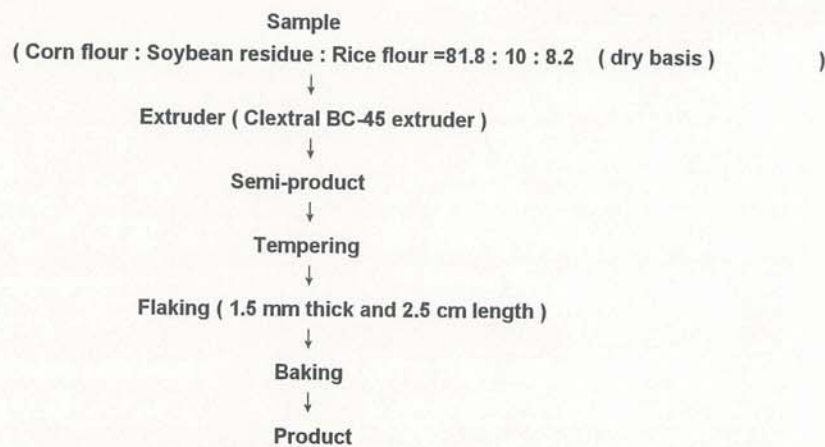 Sample
( Corn flour : Soybean residue : Rice flour =81.8 : 10 : 8.2 ( dry basis ) )
↓
Extruder ( Clextral BC-45 extruder )
↓
Semi-product
↓
Tempering
↓
Flaking ( 1.5 mm thick and 2.5 cm length )
↓
Baking
↓
Product